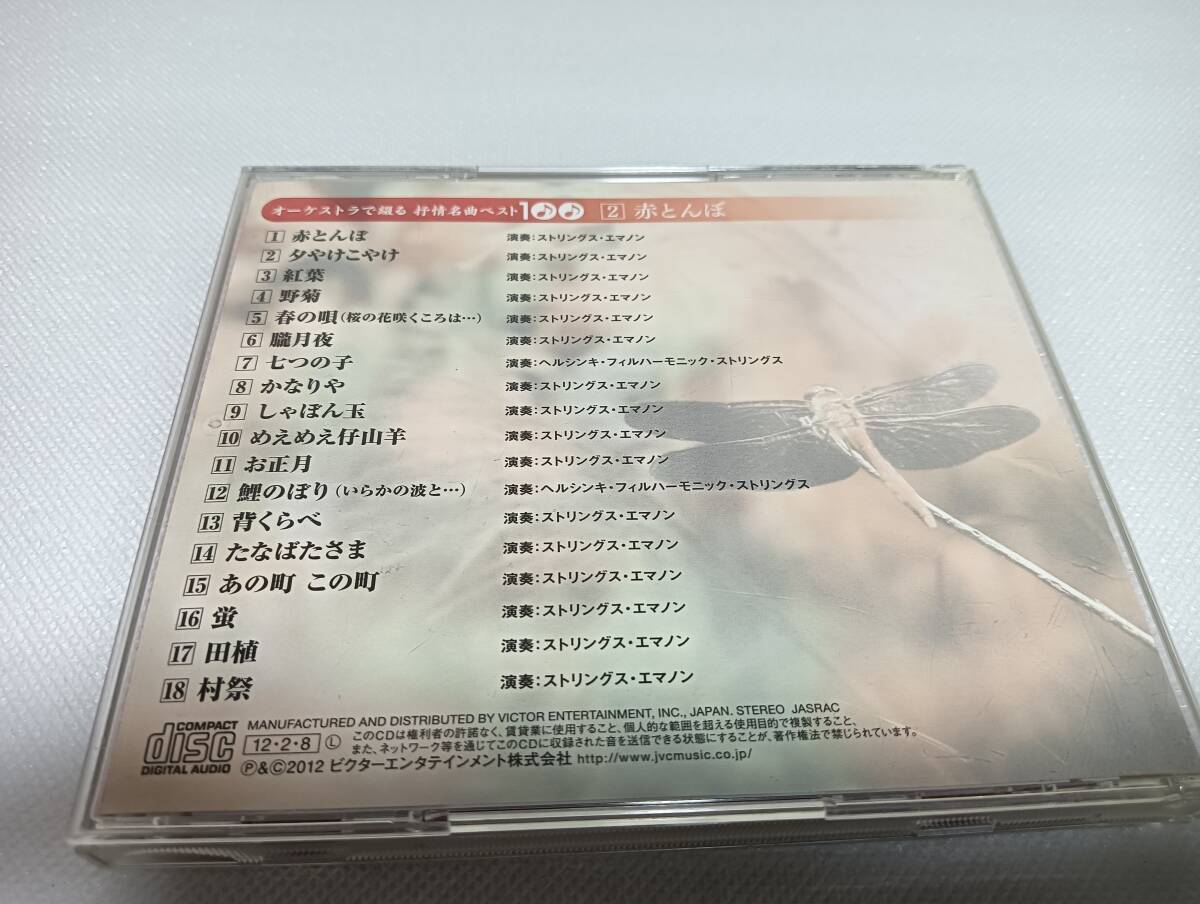 オーケストラで綴る 抒情名曲ベスト100 2 赤とんぼ
1 赤とんぼ 演奏:ストリングス・エマノン
2 夕やけこやけ 演奏:ストリングス・エマノン
3 紅葉 演奏:ストリングス・エマノン
4 野菊 演奏:ストリングス・エマノン
5 春の唄(桜の花咲くころは…) 演奏:ストリングス・エマノン
6 朧月夜 演奏:ストリングス・エマノン
7 七つの子 演奏:ヘルシンキ・フィルハーモニック・ストリングス
8 かなりや 演奏:ストリングス・エマノン
9 しゃぼん玉 演奏:ストリングス・エマノン
10 めえめえ仔山羊 演奏:ストリングス・エマノン
11 お正月 演奏:ストリングス・エマノン
12 鯉のぼり(いらかの波と…) 演奏:ヘルシンキ・フィルハーモニック・ストリングス
13 背くらべ 演奏:ストリングス・エマノン
14 たなばたさま 演奏:ストリングス・エマノン
15 あの町 この町 演奏:ストリングス・エマノン
16 蛍 演奏:ストリングス・エマノン
17 田植 演奏:ストリングス・エマノン
18 村祭 演奏:ストリングス・エマノン
COMPACT disc DIGITAL AUDIO
MANUFACTURED AND DISTRIBUTED BY VICTOR ENTERTAINMENT, INC., JAPAN. STEREO JASRAC
12・2・8 Ⓛ
このCDは権利者の許諾なく、賃貸業に使用すること、個人的な範囲を超える使用目的で複製すること、
また、ネットワーク等を通じてこのCDに収録された音を送信できる状態にすることが、著作権法で禁じられています。
Ⓟ&Ⓒ2012 ビクターエンタテインメント株式会社 http://www.jvcmusic.co.jp/